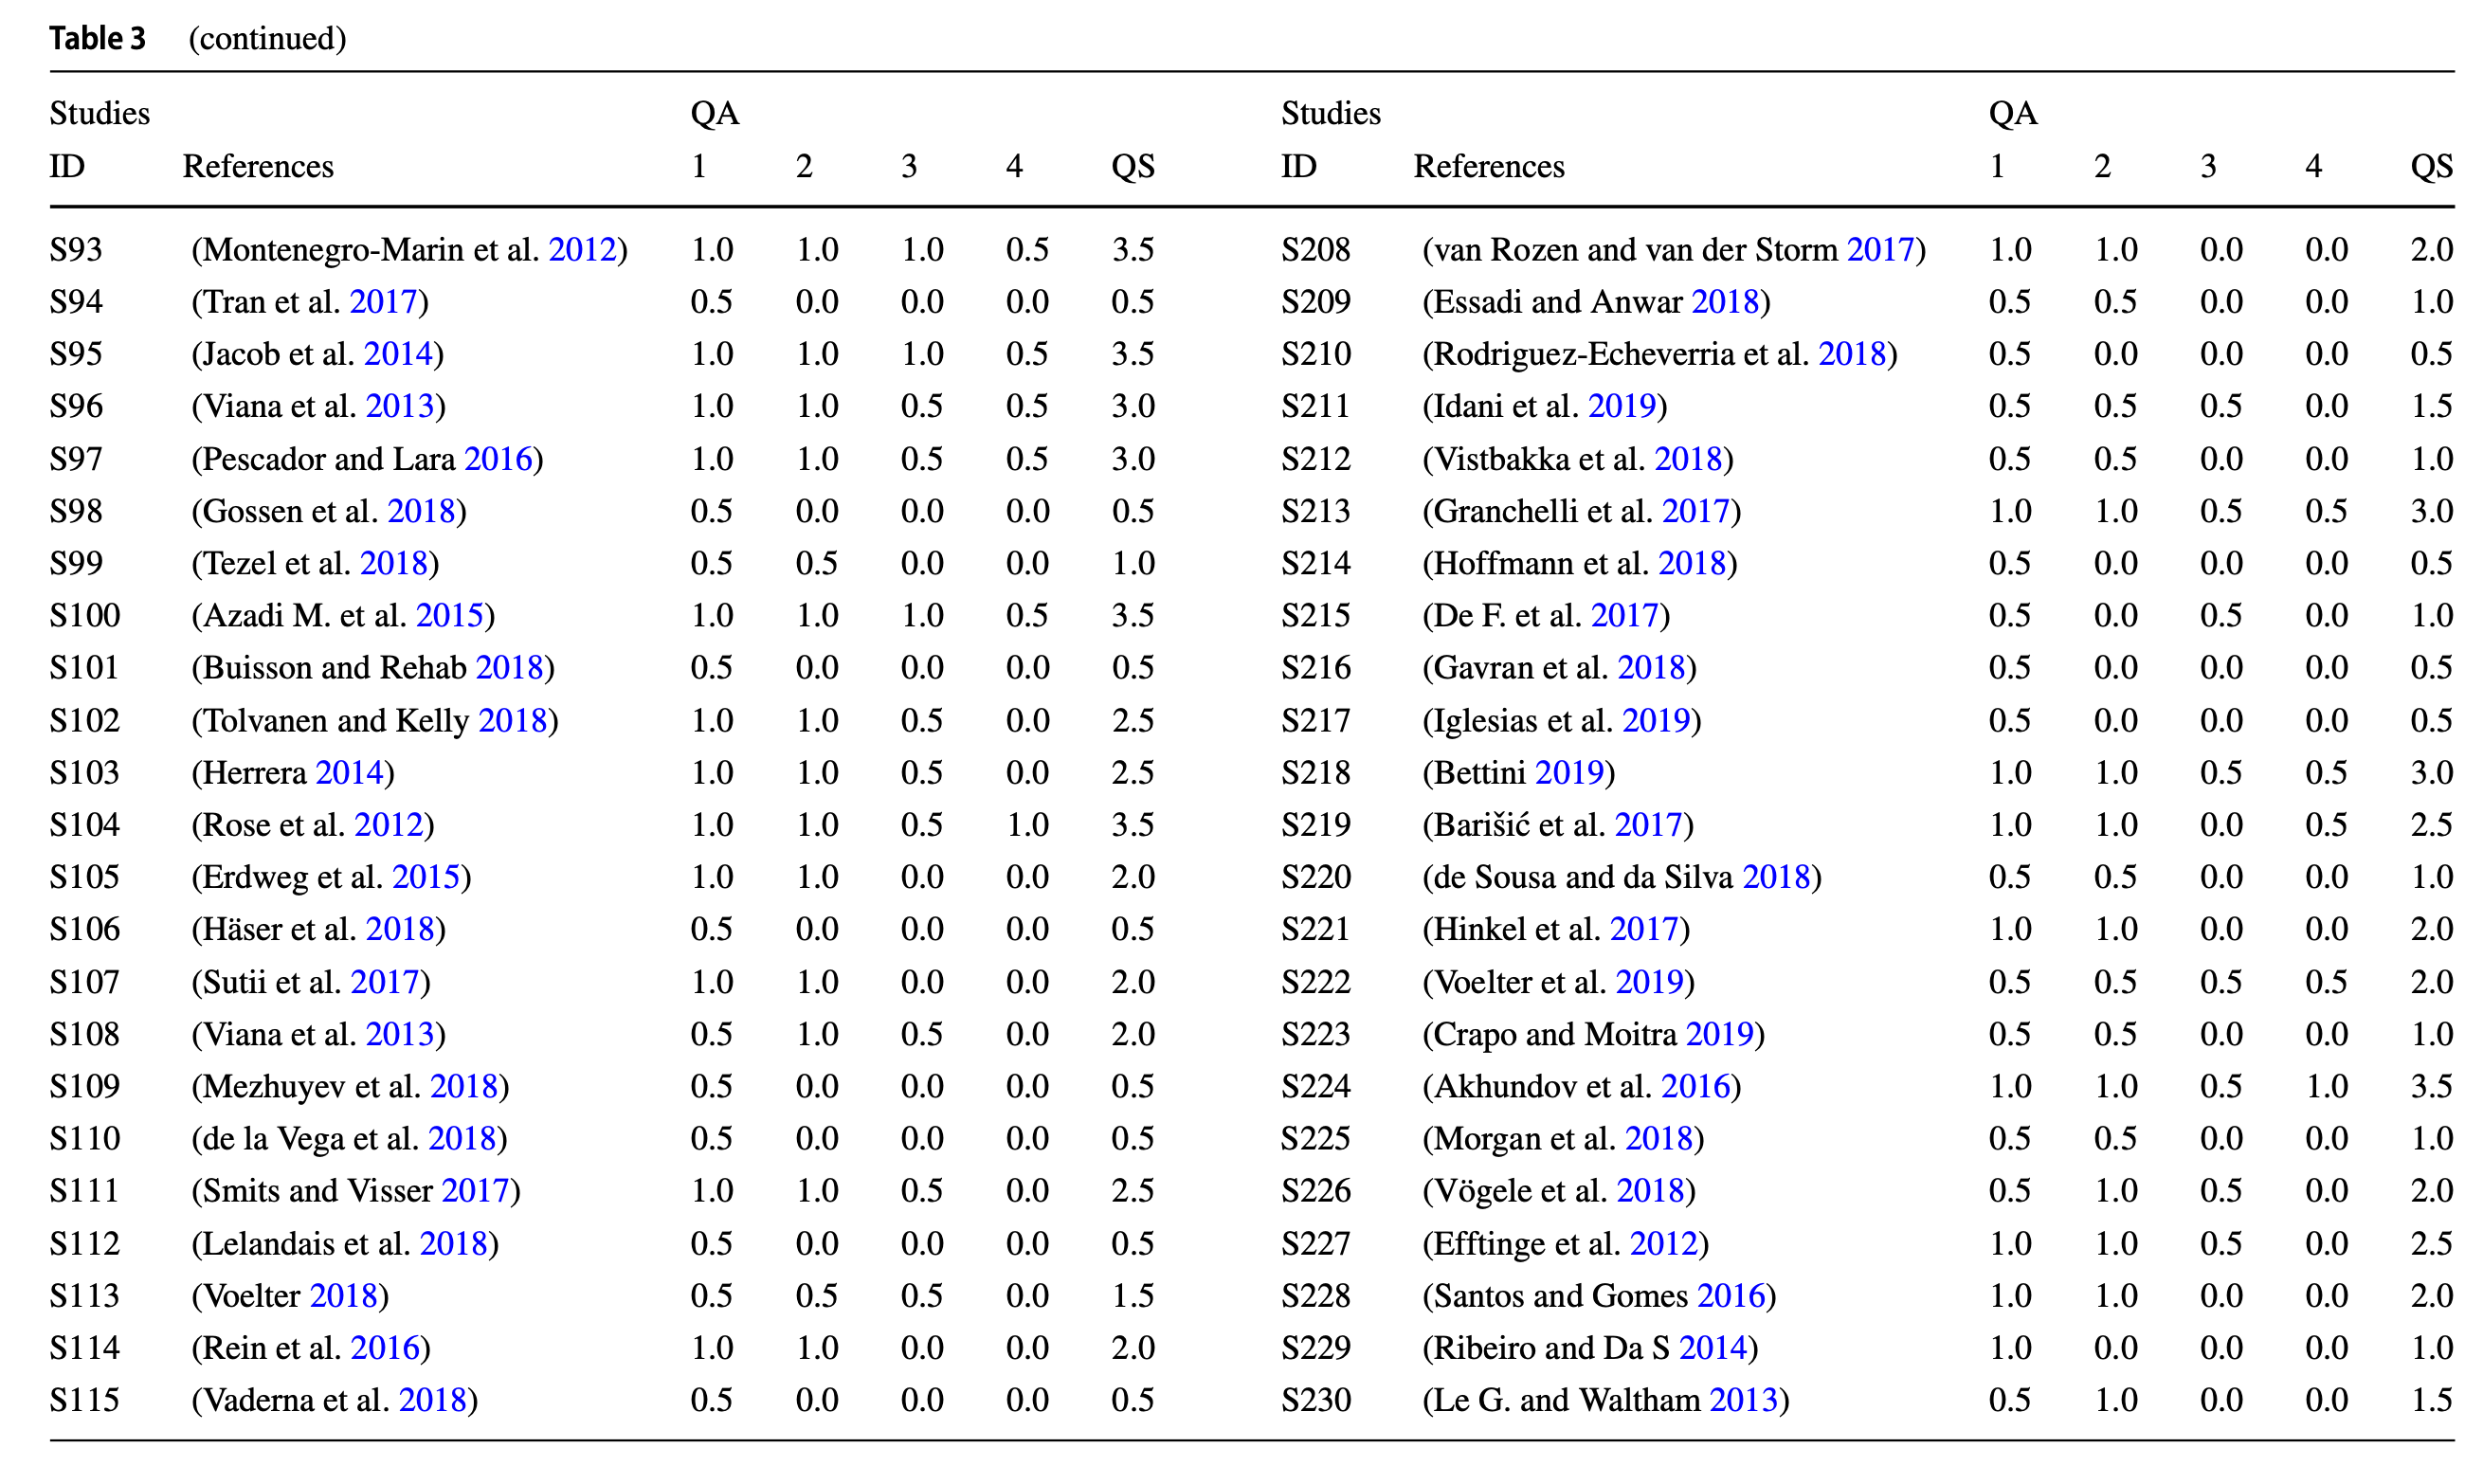 Table 3 (continued)
Studies QA Studies QA
ID References 1 2 3 4 QS ID References 1 2 3 4 QS
S93 (Montenegro-Marin et al. 2012) 1.0 1.0 1.0 0.5 3.5 S208 (van Rozen and van der Storm 2017) 1.0 1.0 0.0 0.0 2.0
S94 (Tran et al. 2017) 0.5 0.0 0.0 0.0 0.5 S209 (Essadi and Anwar 2018) 0.5 0.5 0.0 0.0 1.0
S95 (Jacob et al. 2014) 1.0 1.0 1.0 0.5 3.5 S210 (Rodriguez-Echeverria et al. 2018) 0.5 0.0 0.0 0.0 0.5
S96 (Viana et al. 2013) 1.0 1.0 0.5 0.5 3.0 S211 (Idani et al. 2019) 0.5 0.5 0.5 0.0 1.5
S97 (Pescador and Lara 2016) 1.0 1.0 0.5 0.5 3.0 S212 (Vistbakka et al. 2018) 0.5 0.5 0.0 0.0 1.0
S98 (Gossen et al. 2018) 0.5 0.0 0.0 0.0 0.5 S213 (Granchelli et al. 2017) 1.0 1.0 0.5 0.5 3.0
S99 (Tezel et al. 2018) 0.5 0.5 0.0 0.0 1.0 S214 (Hoffmann et al. 2018) 0.5 0.0 0.0 0.0 0.5
S100 (Azadi M. et al. 2015) 1.0 1.0 1.0 0.5 3.5 S215 (De F. et al. 2017) 0.5 0.0 0.5 0.0 1.0
S101 (Buisson and Rehab 2018) 0.5 0.0 0.0 0.0 0.5 S216 (Gavran et al. 2018) 0.5 0.0 0.0 0.0 0.5
S102 (Tolvanen and Kelly 2018) 1.0 1.0 0.5 0.0 2.5 S217 (Iglesias et al. 2019) 0.5 0.0 0.0 0.0 0.5
S103 (Herrera 2014) 1.0 1.0 0.5 0.0 2.5 S218 (Bettini 2019) 1.0 1.0 0.5 0.5 3.0
S104 (Rose et al. 2012) 1.0 1.0 0.5 1.0 3.5 S219 (Barišić et al. 2017) 1.0 1.0 0.0 0.5 2.5
S105 (Erdweg et al. 2015) 1.0 1.0 0.0 0.0 2.0 S220 (de Sousa and da Silva 2018) 0.5 0.5 0.0 0.0 1.0
S106 (Häser et al. 2018) 0.5 0.0 0.0 0.0 0.5 S221 (Hinkel et al. 2017) 1.0 1.0 0.0 0.0 2.0
S107 (Sutii et al. 2017) 1.0 1.0 0.0 0.0 2.0 S222 (Voelter et al. 2019) 0.5 0.5 0.5 0.5 2.0
S108 (Viana et al. 2013) 0.5 1.0 0.5 0.0 2.0 S223 (Crapo and Moitra 2019) 0.5 0.5 0.0 0.0 1.0
S109 (Mezhuyev et al. 2018) 0.5 0.0 0.0 0.0 0.5 S224 (Akhundov et al. 2016) 1.0 1.0 0.5 1.0 3.5
S110 (de la Vega et al. 2018) 0.5 0.0 0.0 0.0 0.5 S225 (Morgan et al. 2018) 0.5 0.5 0.0 0.0 1.0
S111 (Smits and Visser 2017) 1.0 1.0 0.5 0.0 2.5 S226 (Vögele et al. 2018) 0.5 1.0 0.5 0.0 2.0
S112 (Lelandais et al. 2018) 0.5 0.0 0.0 0.0 0.5 S227 (Efftinge et al. 2012) 1.0 1.0 0.5 0.0 2.5
S113 (Voelter 2018) 0.5 0.5 0.5 0.0 1.5 S228 (Santos and Gomes 2016) 1.0 1.0 0.0 0.0 2.0
S114 (Rein et al. 2016) 1.0 1.0 0.0 0.0 2.0 S229 (Ribeiro and Da S 2014) 1.0 0.0 0.0 0.0 1.0
S115 (Vaderna et al. 2018) 0.5 0.0 0.0 0.0 0.5 S230 (Le G. and Waltham 2013) 0.5 1.0 0.0 0.0 1.5